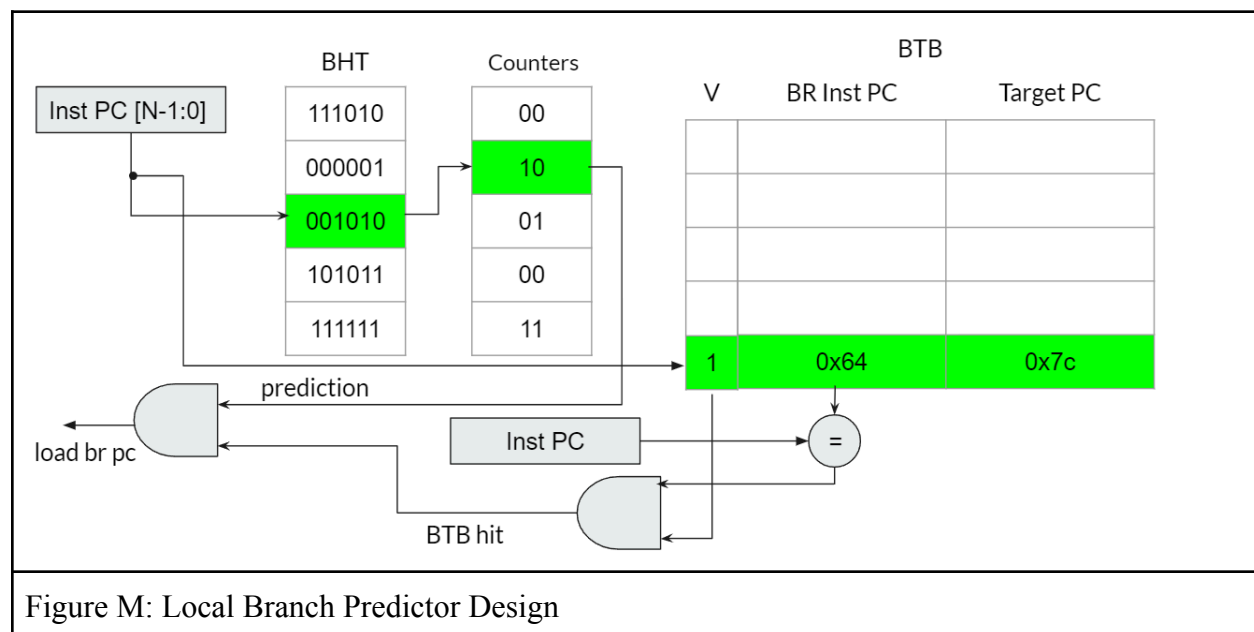 BTB
BHT
Counters
V
BR Inst PC
Target PC
Inst PC [N-1:0]
111010
00
000001
10
001010
01
101011
00
111111
11
1
0x64
0x7c
prediction
load br pc
Inst PC
=
BTB hit
Figure M: Local Branch Predictor Design